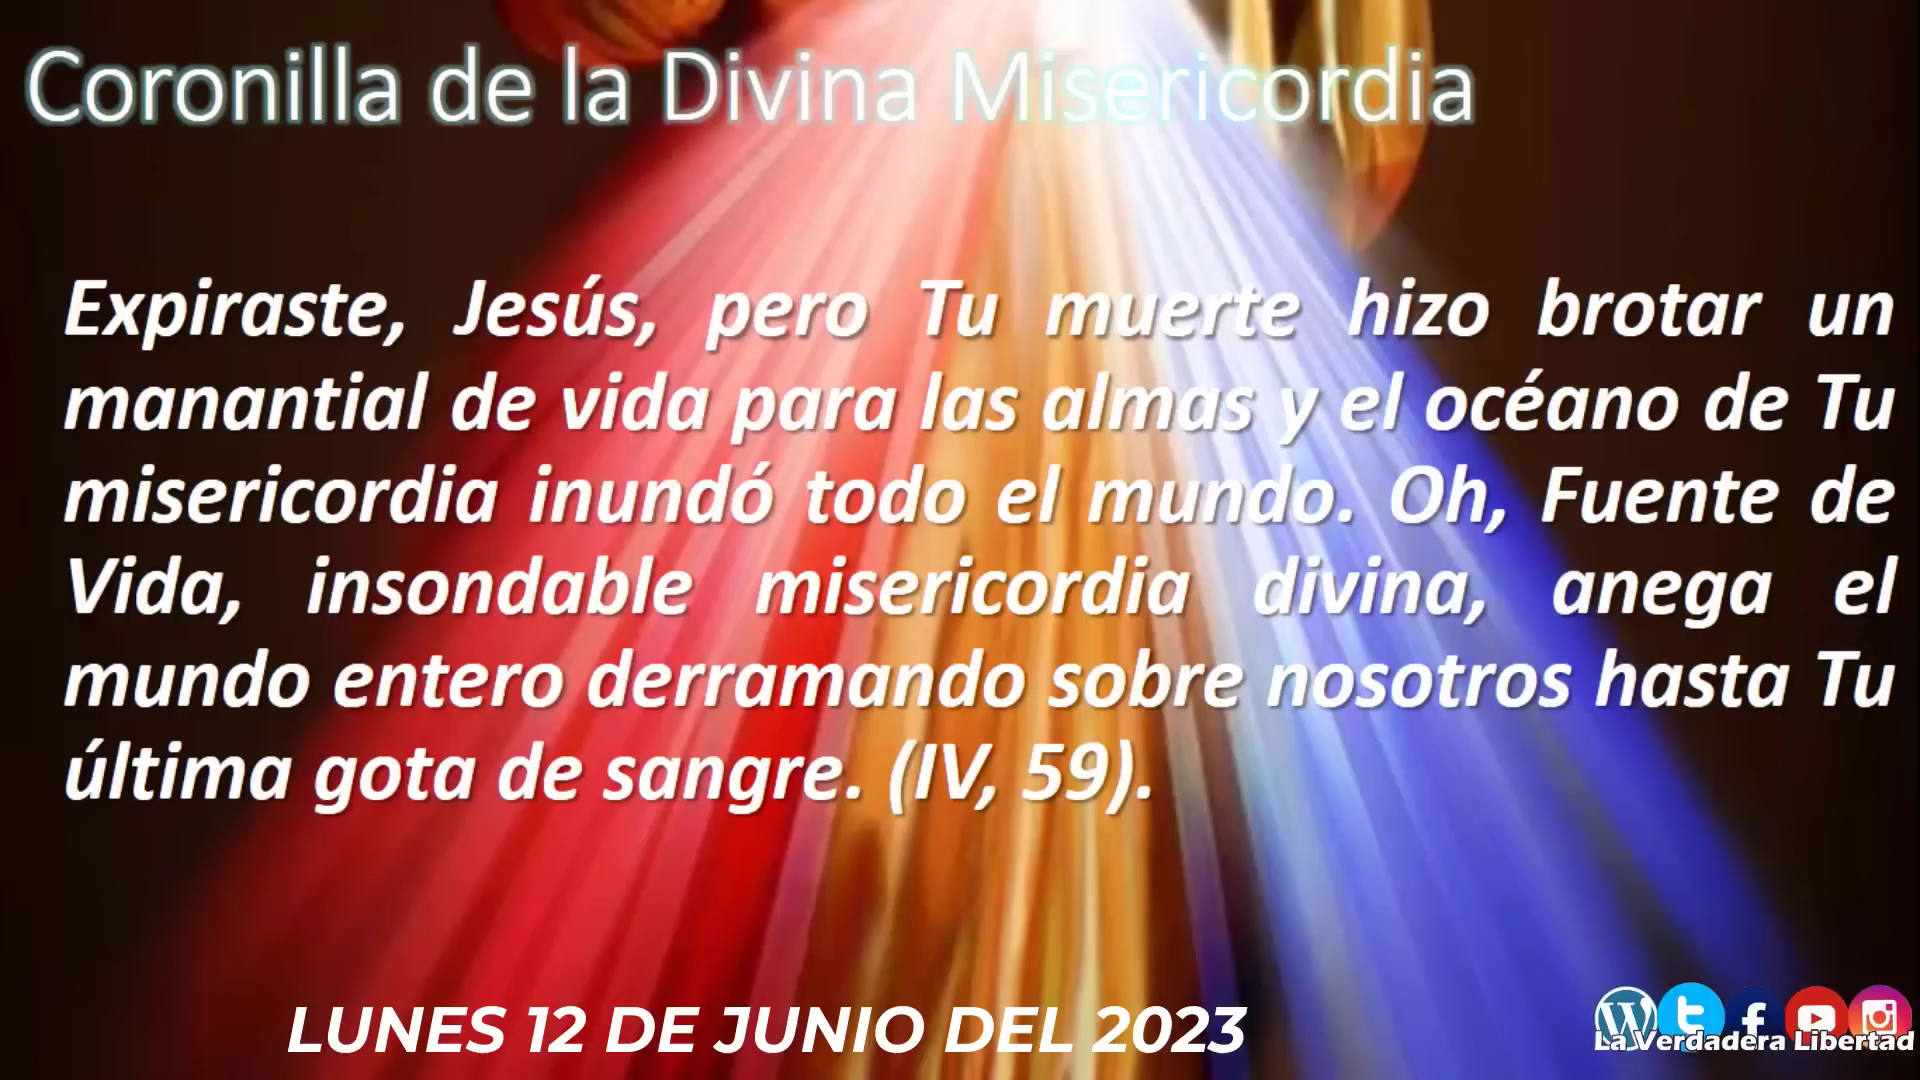 Coronilla de la Divina Misericordia
Expiraste, Jesús, pero Tu muerte hizo brotar un
manantial de vida para las almas y el océano de Tu
misericordia inundó todo el mundo. Oh, Fuente de
Vida, insondable misericordia divina, anega el
mundo entero derramando sobre nosotros hasta Tu
última gota de sangre. (IV, 59).
LUNES 12 DE JUNIO DEL 2023
La Verdadera Libertad